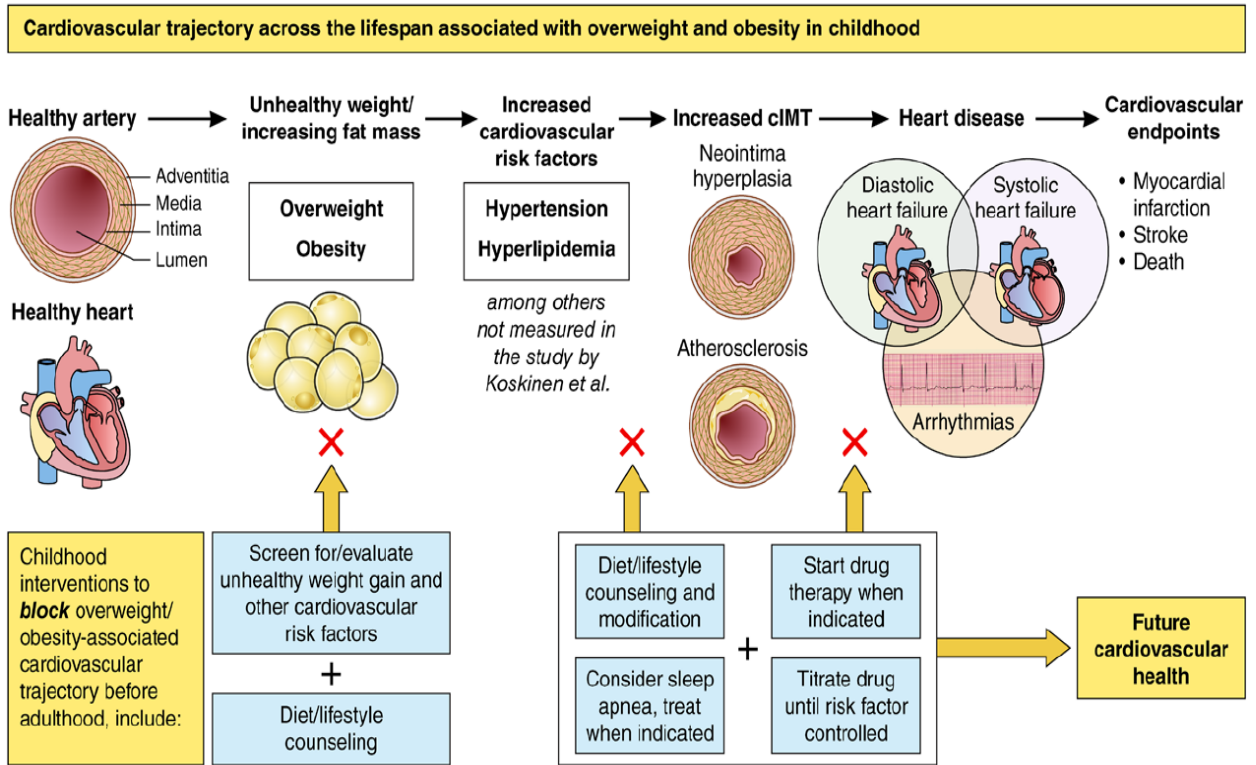 Cardiovascular trajectory across the lifespan associated with overweight and obesity in childhood
Healthy artery
Adventitia
Media
Intima
Lumen
Healthy heart
Unhealthy weight/
increasing fat mass
Overweight
Obesity
Increased
cardiovascular
risk factors
Hypertension
Hyperlipidemia
among others
not measured in
the study by
Koskinen et al.
Increased cIMT
Neointima
hyperplasia
Atherosclerosis
Heart disease
Diastolic
heart failure
Systolic
heart failure
Arrhythmias
Cardiovascular
endpoints
• Myocardial
infarction
• Stroke
• Death
Childhood
interventions to
block overweight/
obesity-associated
cardiovascular
trajectory before
adulthood, include:
Screen for/evaluate
unhealthy weight gain and
other cardiovascular
risk factors
+
Diet/lifestyle
counseling
Diet/lifestyle
counseling and
modification
Consider sleep
apnea, treat
when indicated
+
Start drug
therapy when
indicated
Titrate drug
until risk factor
controlled
Future
cardiovascular
health